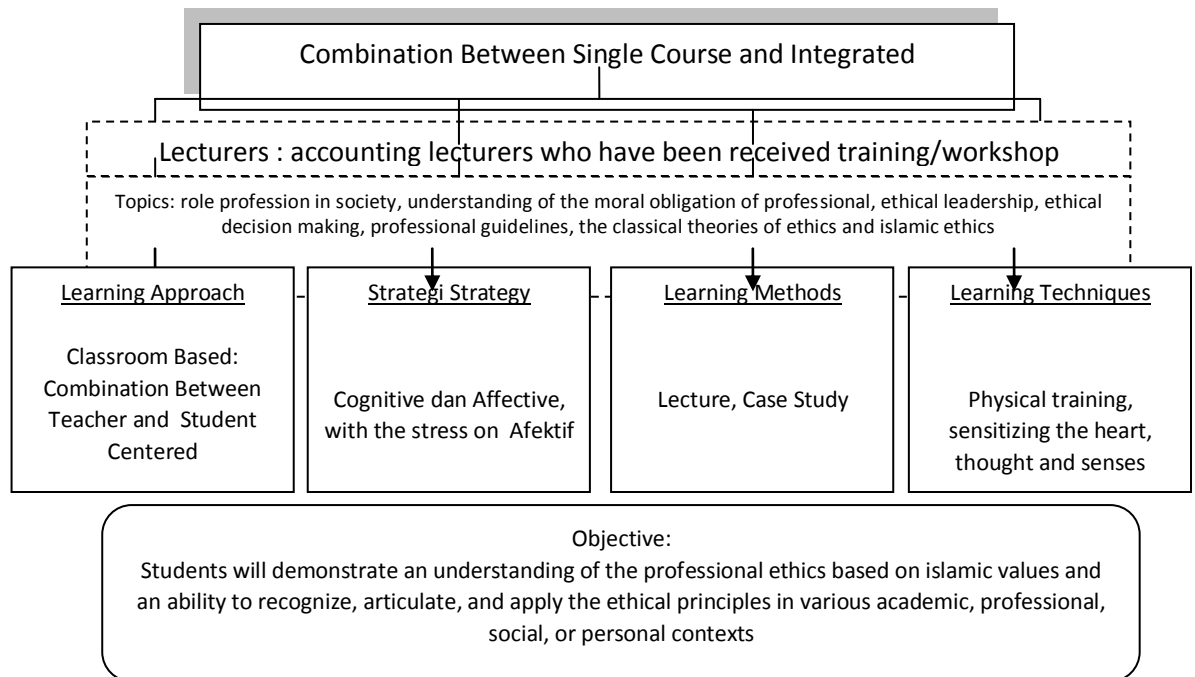 Combination Between Single Course and Integrated
Lecturers : accounting lecturers who have been received training/workshop
Topics: role profession in society, understanding of the moral obligation of professional, ethical leadership, ethical
decision making, professional guidelines, the classical theories of ethics and islamic ethics
Learning Approach
Classroom Based:
Combination Between
Teacher and Student
Centered
Strategi Strategy
Cognitive dan Affective,
with the stress on Afektif
Learning Methods
Lecture, Case Study
Learning Techniques
Physical training,
sensitizing the heart,
thought and senses
Objective:
Students will demonstrate an understanding of the professional ethics based on islamic values and
an ability to recognize, articulate, and apply the ethical principles in various academic, professional,
social, or personal contexts